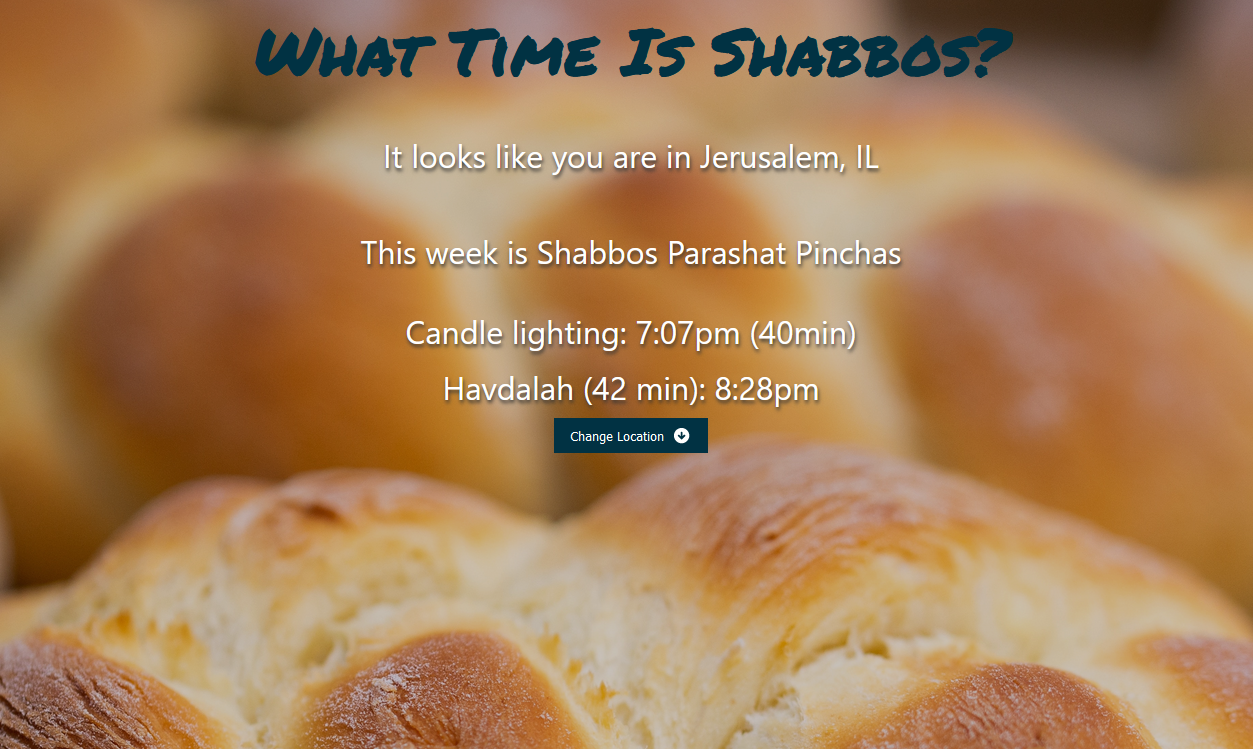 What Time Is Shabbos?
It looks like you are in Jerusalem, IL
This week is Shabbos Parashat Pinchas
Candle lighting: 7:07pm (40min)
Havdalah (42 min): 8:28pm
Change Location